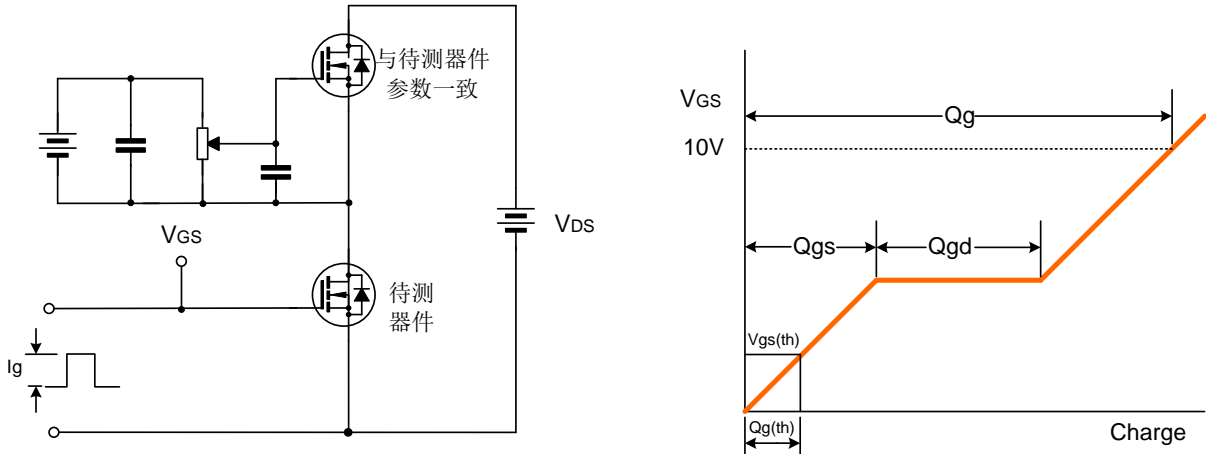 与待测器件
参数一致
VGS
VDS
待测
器件
Ig
VGS
Qg
10V
Qgs
Qgd
Vgs(th)
Qg(th)
Charge